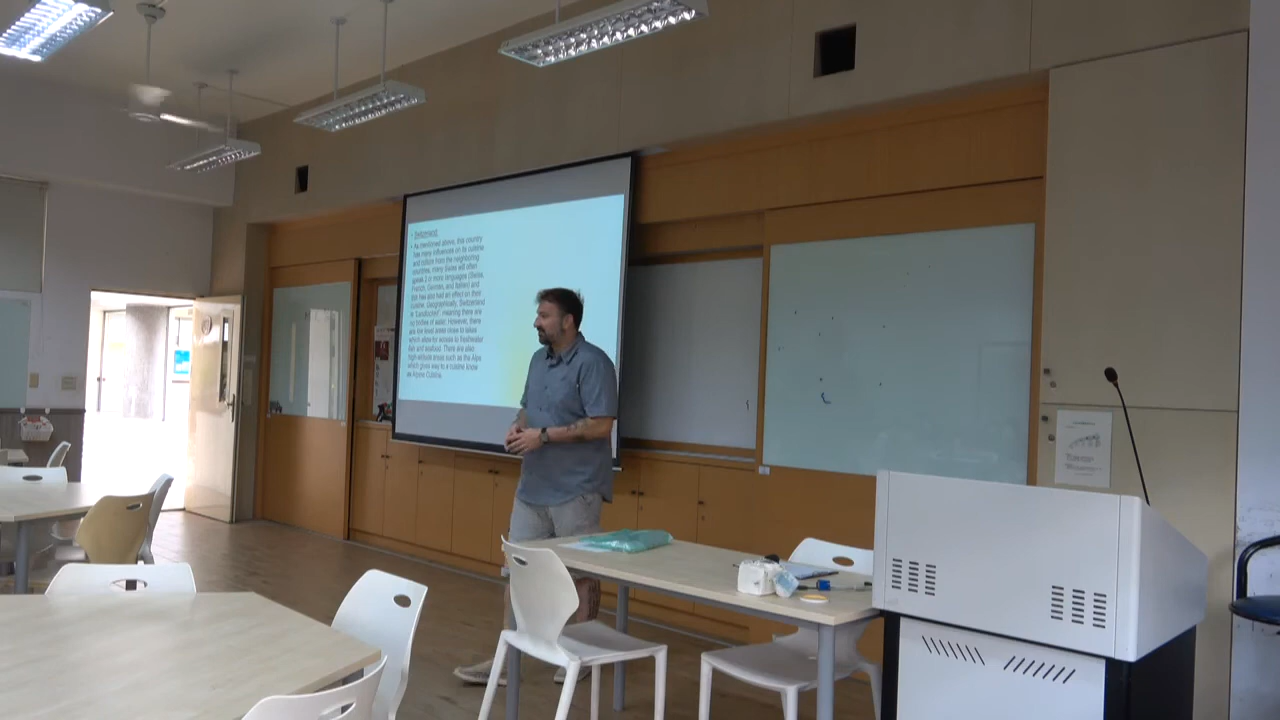 • Switzerland:
• As mentioned above, this country
has many influences on its cuisine
and culture from the neighboring
countries, many Swiss will often
speak 2 or more languages (Swiss,
French, German, and Italian) and
this has also had an effect on their
cuisine. Geographically, Switzerland
is "Landlocked", meaning there are
no bodies of water. However, there
are low level areas close to lakes
which allow for access to freshwater
fish and seafood. There are also
high altitude areas such as the Alps
which gives way to a cuisine know
as Alpine Cuisine.